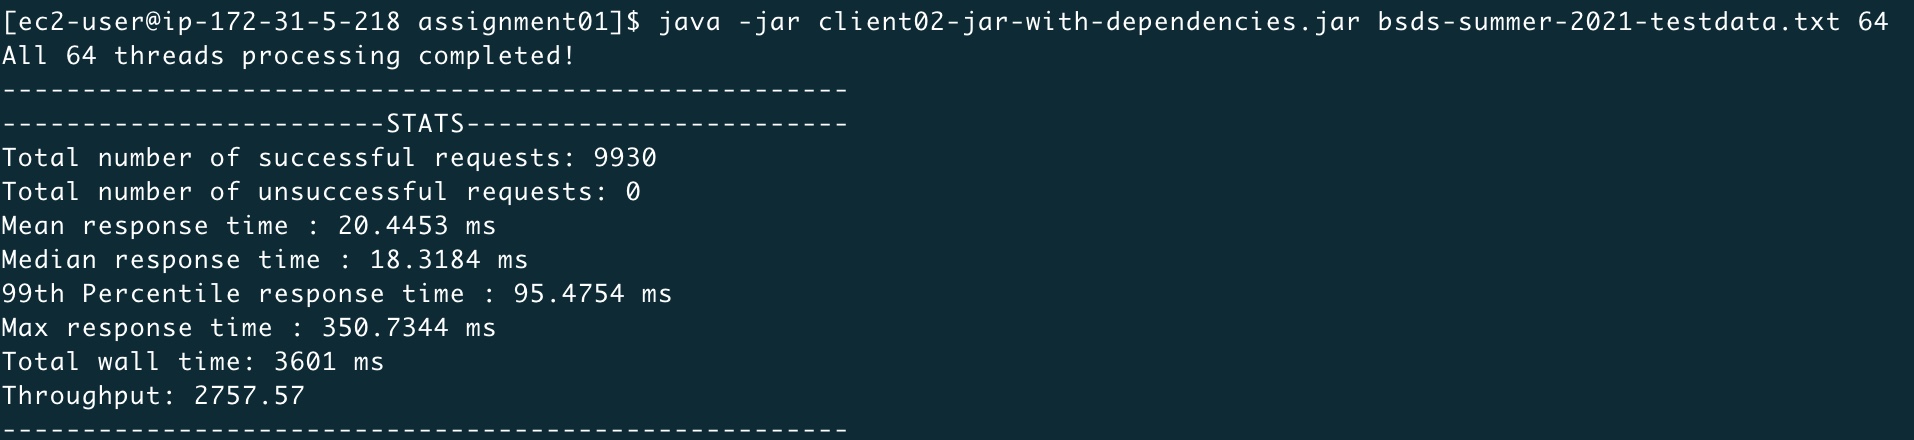 [ec2-user@ip-172-31-5-218 assignment01]$ java -jar client02-jar-with-dependencies.jar bsds-summer-2021-testdata.txt 64
All 64 threads processing completed!
-----------------------------------------------------
------------------------STATS------------------------
Total number of successful requests: 9930
Total number of unsuccessful requests: 0
Mean response time : 20.4453 ms
Median response time : 18.3184 ms
99th Percentile response time : 95.4754 ms
Max response time : 350.7344 ms
Total wall time: 3601 ms
Throughput: 2757.57
-----------------------------------------------------